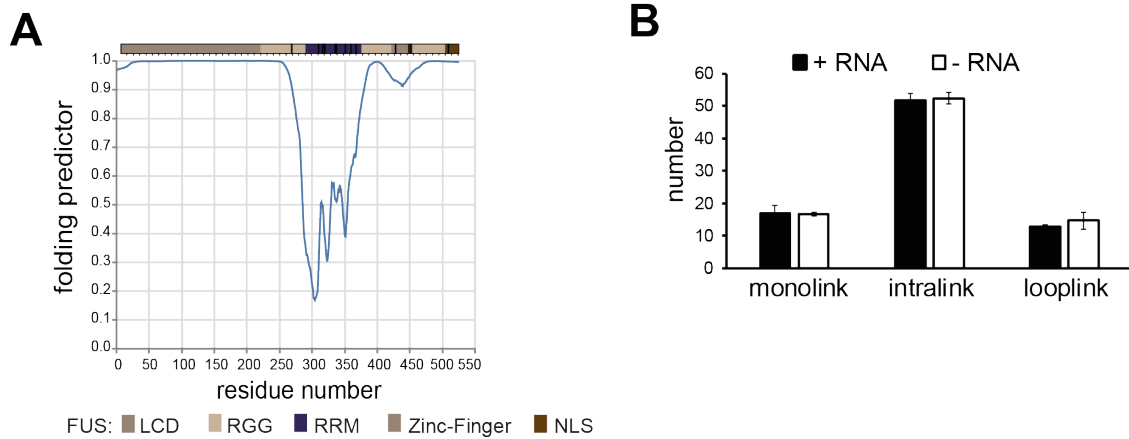 A
folding predictor
1.0
0.9
0.8
0.7
0.6
0.5
0.4
0.3
0.2
0.1
0.0
0 50 100 150 200 250 300 350 400 450 500 550
residue number
FUS: LCD RGG RRM Zinc-Finger NLS
B
+ RNA - RNA
number
60
50
40
30
20
10
0
monolink intralink looplink